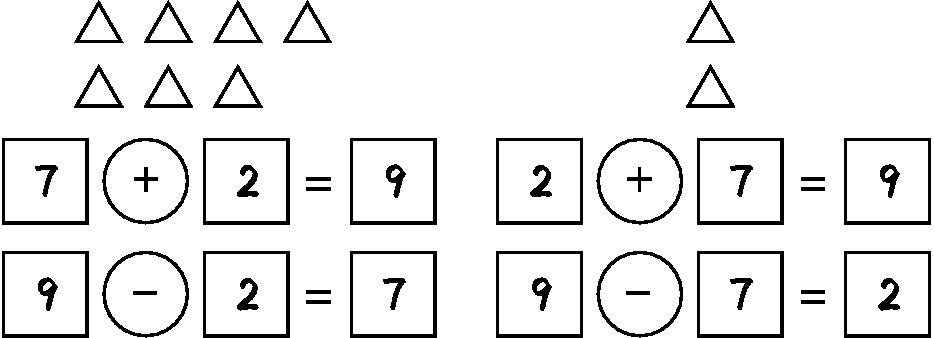 7 + 2 = 9
2 + 7 = 9
9 - 2 = 7
9 - 7 = 2